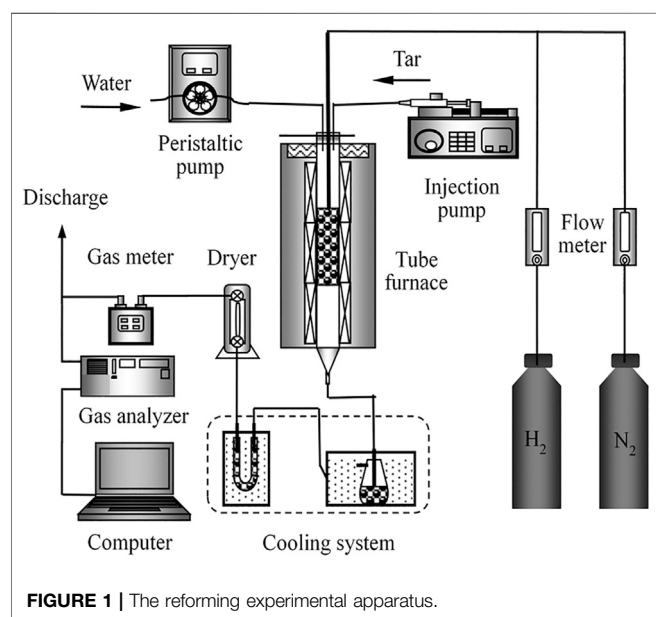 Water
Tar
Peristaltic
pump
Injection
pump
Discharge
Gas meter
Dryer
Tube
furnace
Flow
meter
Gas analyzer
H₂
N₂
Computer
Cooling system
FIGURE 1 | The reforming experimental apparatus.